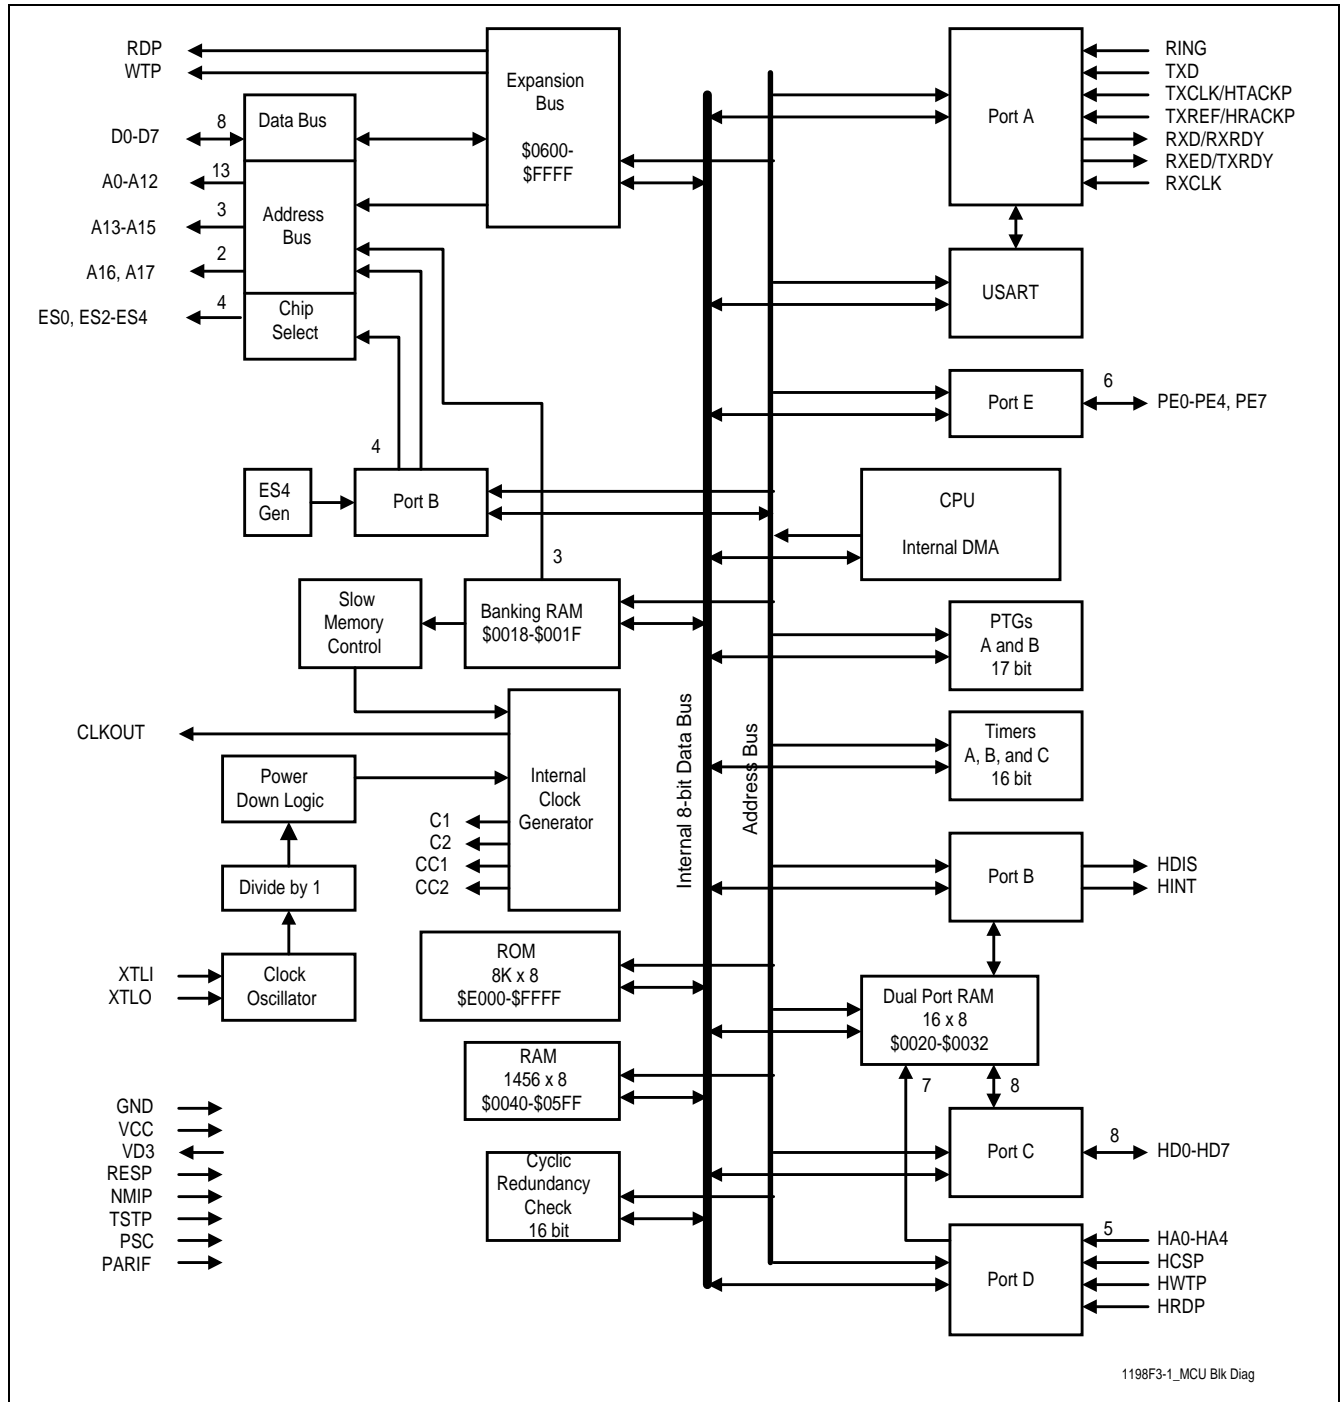 RDP
WTP
8
D0-D7
13
A0-A12
3
A13-A15
2
A16, A17
4
ES0, ES2-ES4
Data Bus
Address
Bus
Chip
Select
Expansion
Bus
$0600-
$FFFF
4
ES4
Gen
Port B
3
Slow
Memory
Control
Banking RAM
$0018-$001F
CLKOUT
Power
Down Logic
Divide by 1
XTLI
XTLO
Clock
Oscillator
Internal
Clock
Generator
C1
C2
CC1
CC2
ROM
8K x 8
$E000-$FFFF
RAM
1456 x 8
$0040-$05FF
Cyclic
Redundancy
Check
16 bit
GND
VCC
VD3
RESP
NMIP
TSTP
PSC
PARIF
Internal 8-bit Data Bus
Address Bus
Port A
RING
TXD
TXCLK/HTACKP
TXREF/HRACKP
RXD/RXRDY
RXED/TXRDY
RXCLK
USART
Port E
6
PE0-PE4, PE7
CPU
Internal DMA
PTGs
A and B
17 bit
Timers
A, B, and C
16 bit
Port B
HDIS
HINT
Dual Port RAM
16 x 8
$0020-$0032
7
8
Port C
8
HD0-HD7
Port D
5
HA0-HA4
HCSP
HWTP
HRDP
1198F3-1_MCU Blk Diag